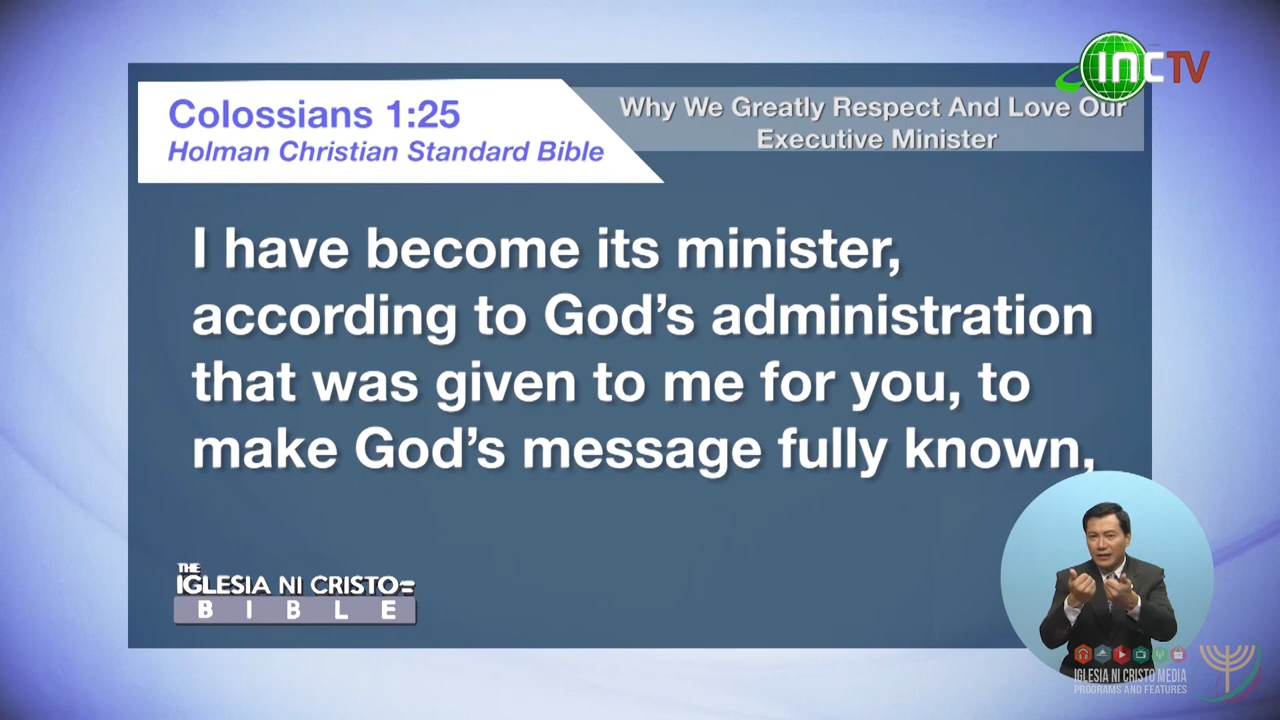 INCTV
Colossians 1:25
Holman Christian Standard Bible
Why We Greatly Respect And Love Our
Executive Minister
I have become its minister,
according to God’s administration
that was given to me for you, to
make God’s message fully known,
THE
IGLESIA NI CRISTO
BIBLE
IGLESIA NI CRISTO MEDIA
PROGRAMS AND FEATURES